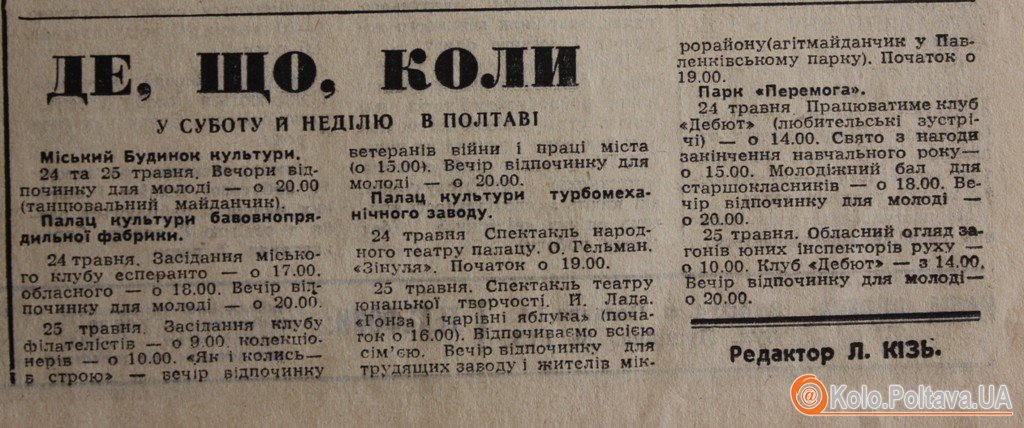 ДЕ, ЩО, КОЛИ
У СУБОТУ Й НЕДІЛЮ В ПОЛТАВІ
Міський Будинок культури.
24 та 25 травня. Вечори від-
починку для молоді — о 20.00
(танцювальний майданчик).
Палац культури бавовнопря-
дильної фабрики.
24 травня. Засідання місько-
го клубу есперанто — о 17.00,
обласного — о 18.00. Вечір від-
починку для молоді — о 20.00.
25 травня. Засідання клубу
філателістів — о 9.00, колекціо-
нерів — о 10.00. «Як і колись—
в строю» — вечір відпочинку
ветеранів війни і праці міста
(о 15.00). Вечір відпочинку для
молоді — о 20.00.
Палац культури турбомеха-
нічного заводу.
24 травня Спектакль народ-
ного театру палацу. О. Гельман.
«Зінуля». Початок о 19.00.
25 травня. Спектакль театру
юнацької творчості. Й. Лада.
«Гонза і чарівні яблука» (поча-
ток о 16.00). Відпочиваємо всією
сім'єю. Вечір відпочинку для
трудящих заводу і жителів мік-
рорайону(агітмайданчик у Пав-
ленківському парку). Початок о
19.00.
Парк «Перемога».
24 травня. Працюватиме клуб
«Дебют» (любительські зустрі-
чі) — о 14.00. Свято з нагоди
закінчення навчального року—
о 15.00. Молодіжний бал для
старшокласників — о 18.00. Ве-
чір відпочинку для молоді —
о 20.00.
25 травня. Обласний огляд за-
гонів юних інспекторів руху —
о 10.00. Клуб «Дебют» — з 14.00.
Вечір відпочинку для молоді—
о 20.00.
Редактор Л. КІЗЬ.
@Kolo.Poltava.UA